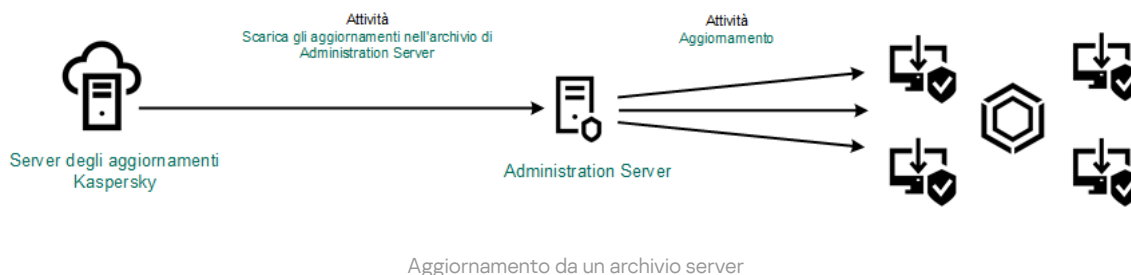 Attività
Scarica gli aggiornamenti nell'archivio di
Administration Server
Attività
Aggiornamento
Server degli aggiornamenti
Kaspersky
Administration Server
Aggiornamento da un archivio server